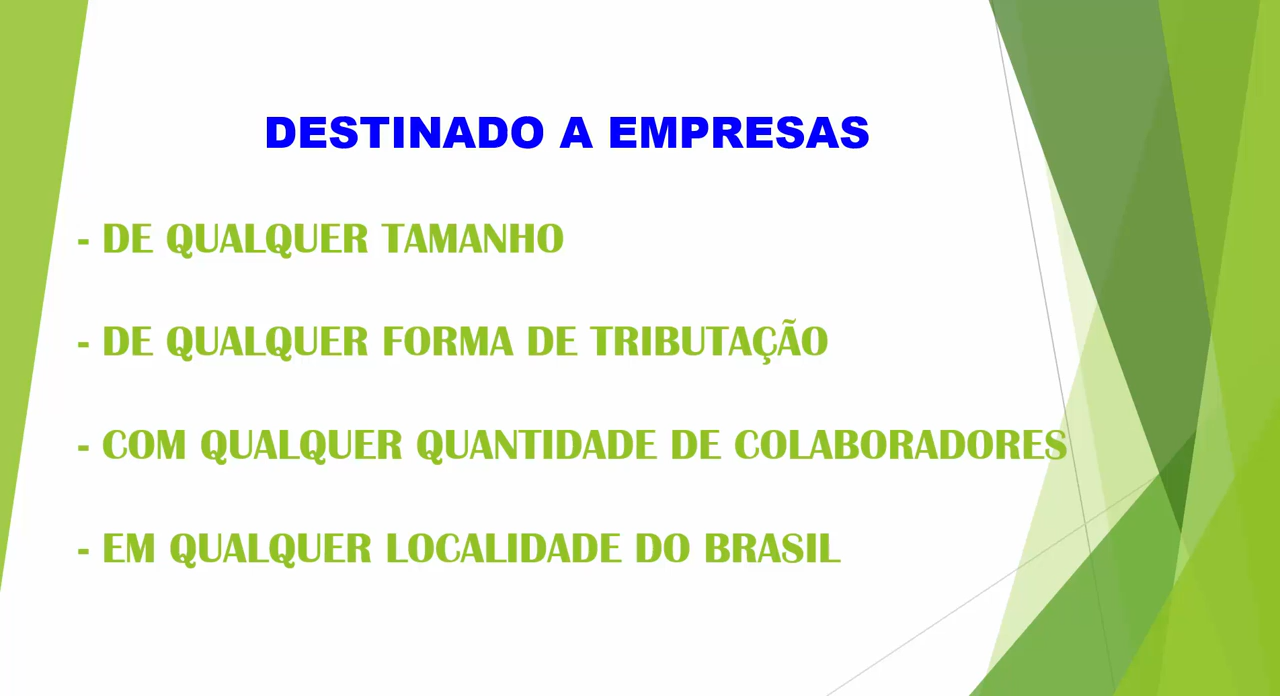 DESTINADO A EMPRESAS
- DE QUALQUER TAMANHO
- DE QUALQUER FORMA DE TRIBUTAÇÃO
- COM QUALQUER QUANTIDADE DE COLABORADORES
- EM QUALQUER LOCALIDADE DO BRASIL